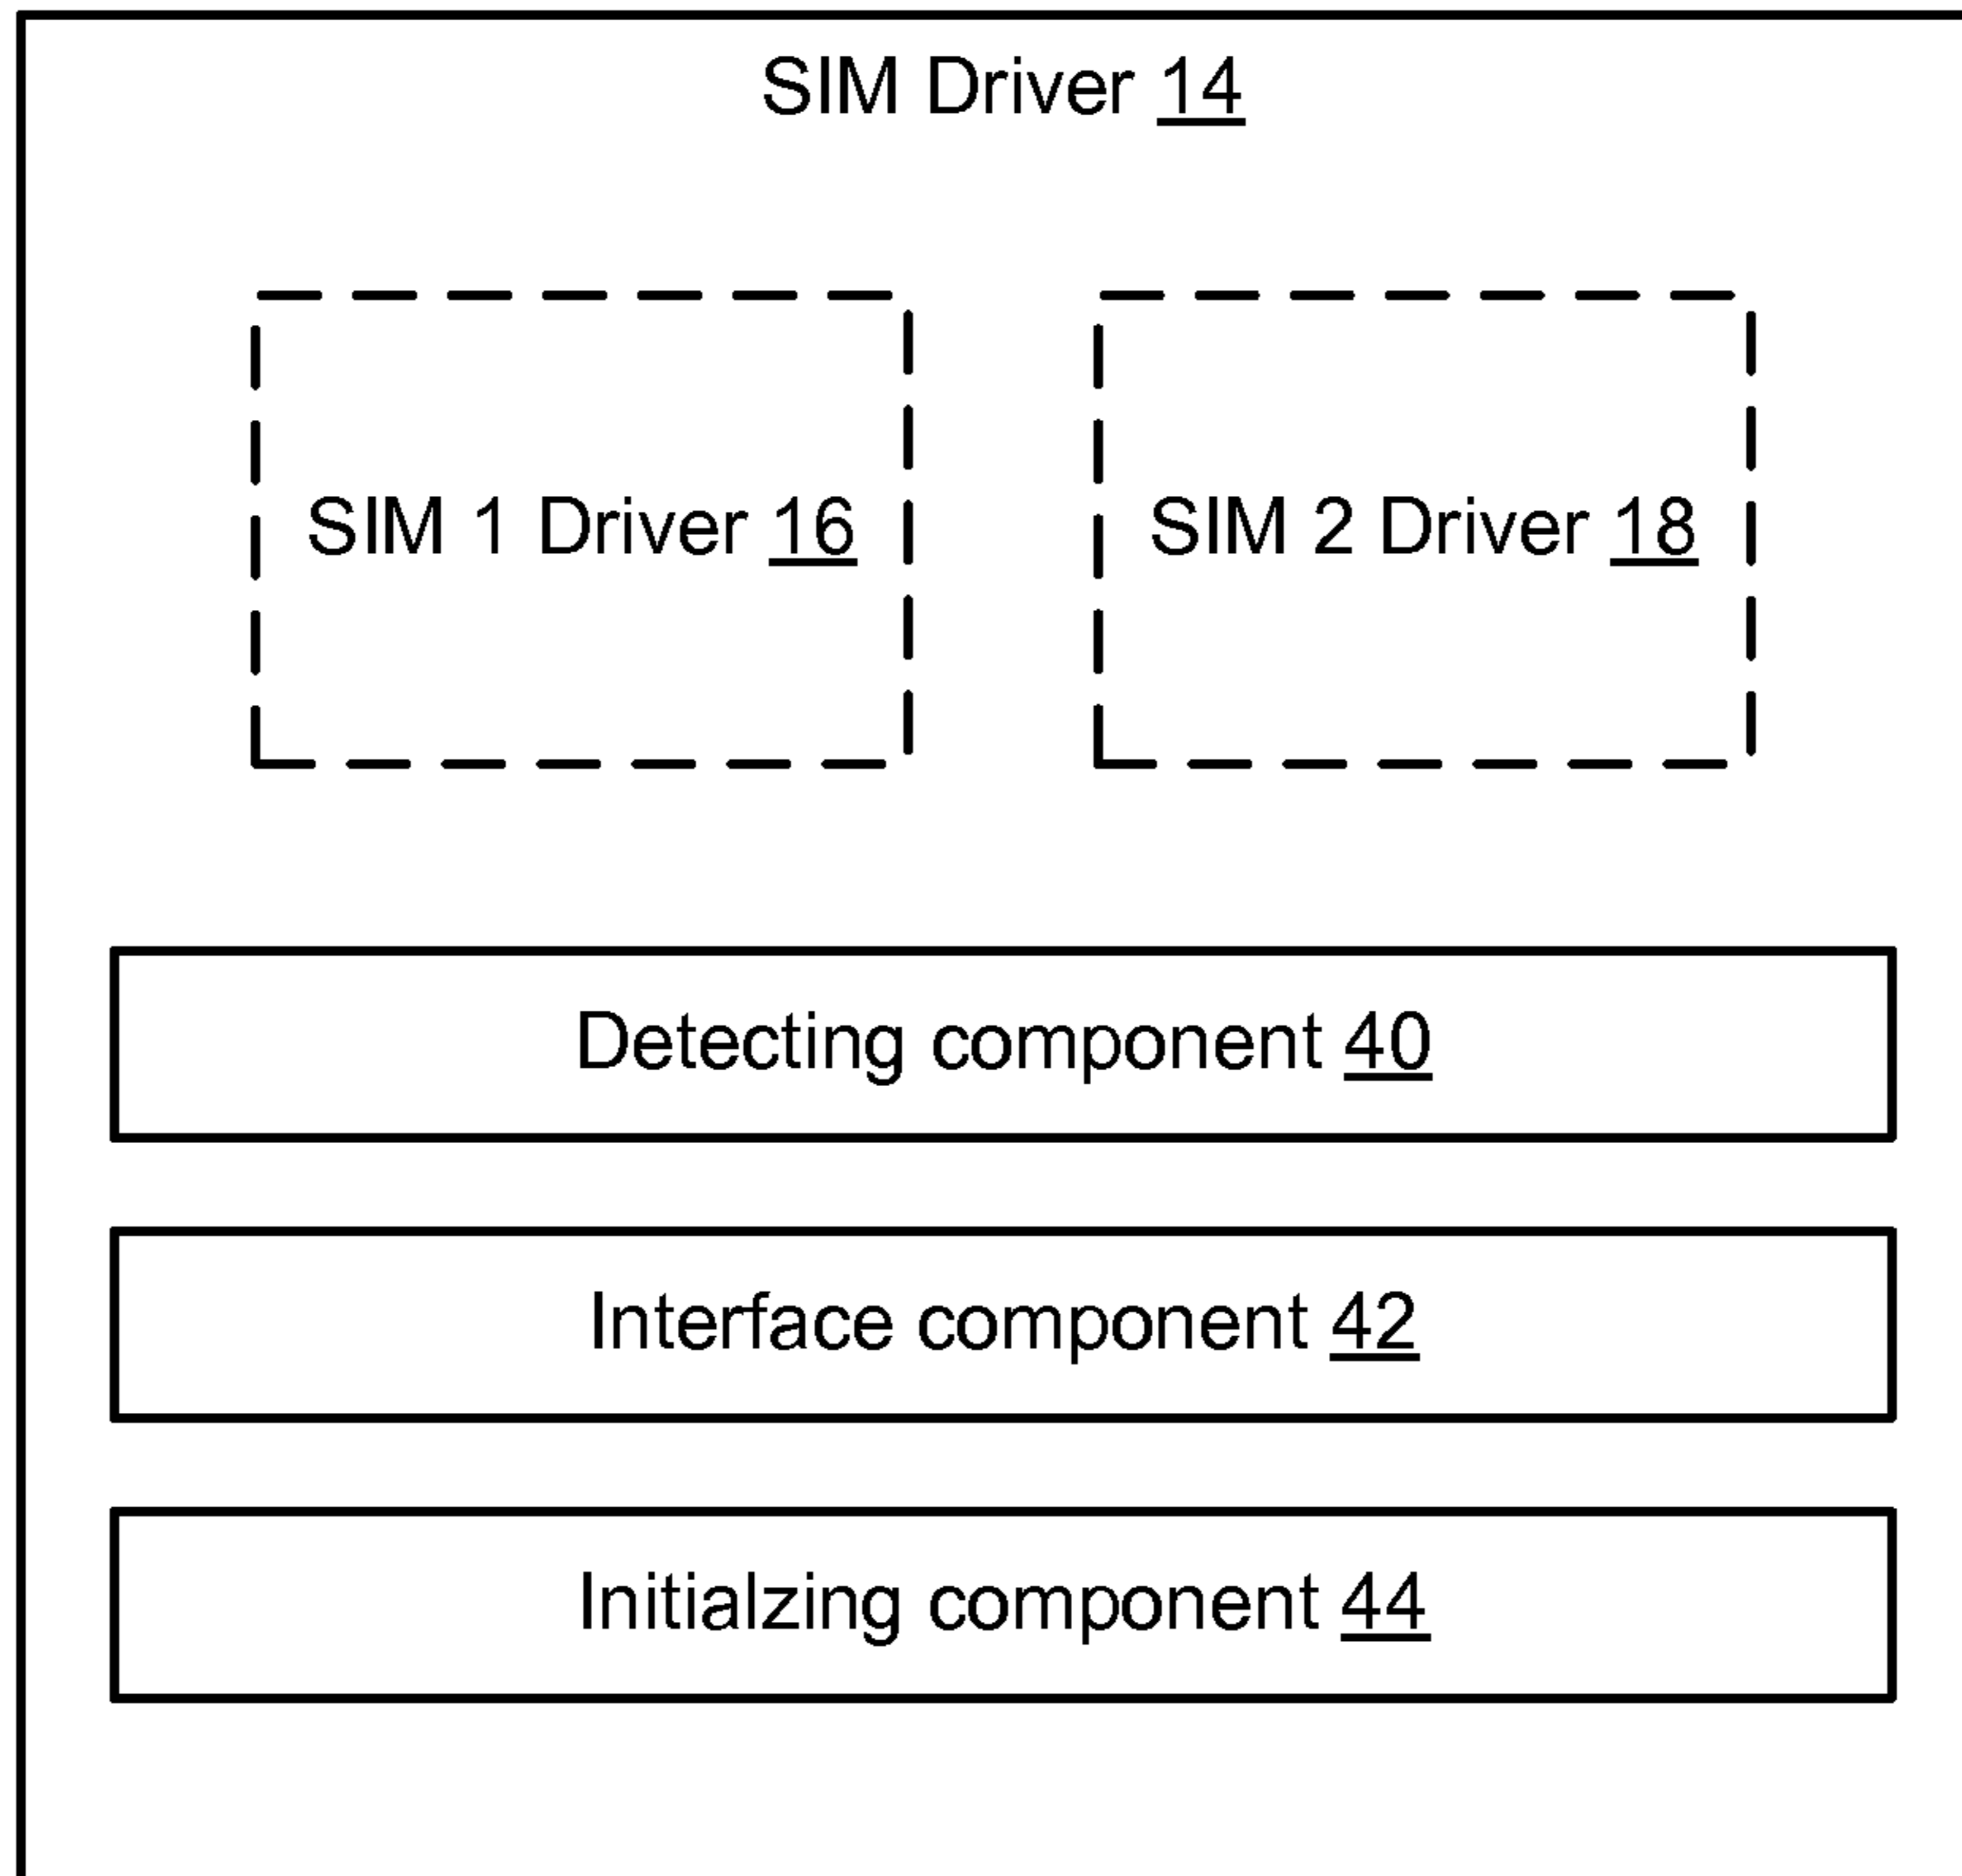 SIM Driver 14
SIM 1 Driver 16
SIM 2 Driver 18
Detecting component 40
Interface component 42
Initialzing component 44